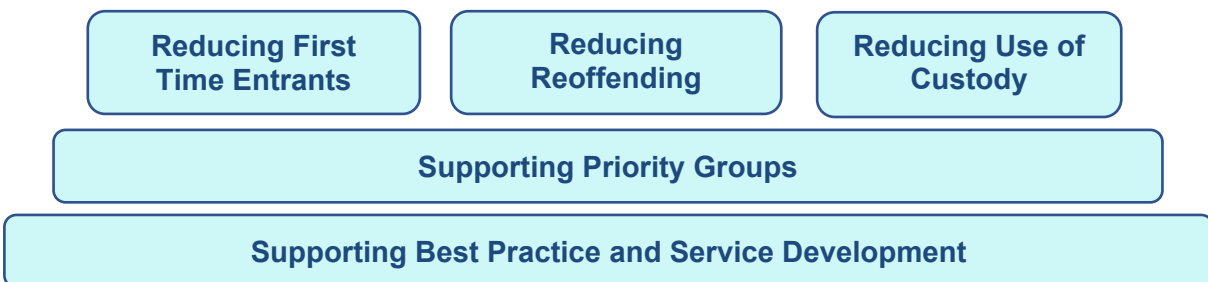 Reducing First
Time Entrants
Reducing
Reoffending
Reducing Use of
Custody
Supporting Priority Groups
Supporting Best Practice and Service Development